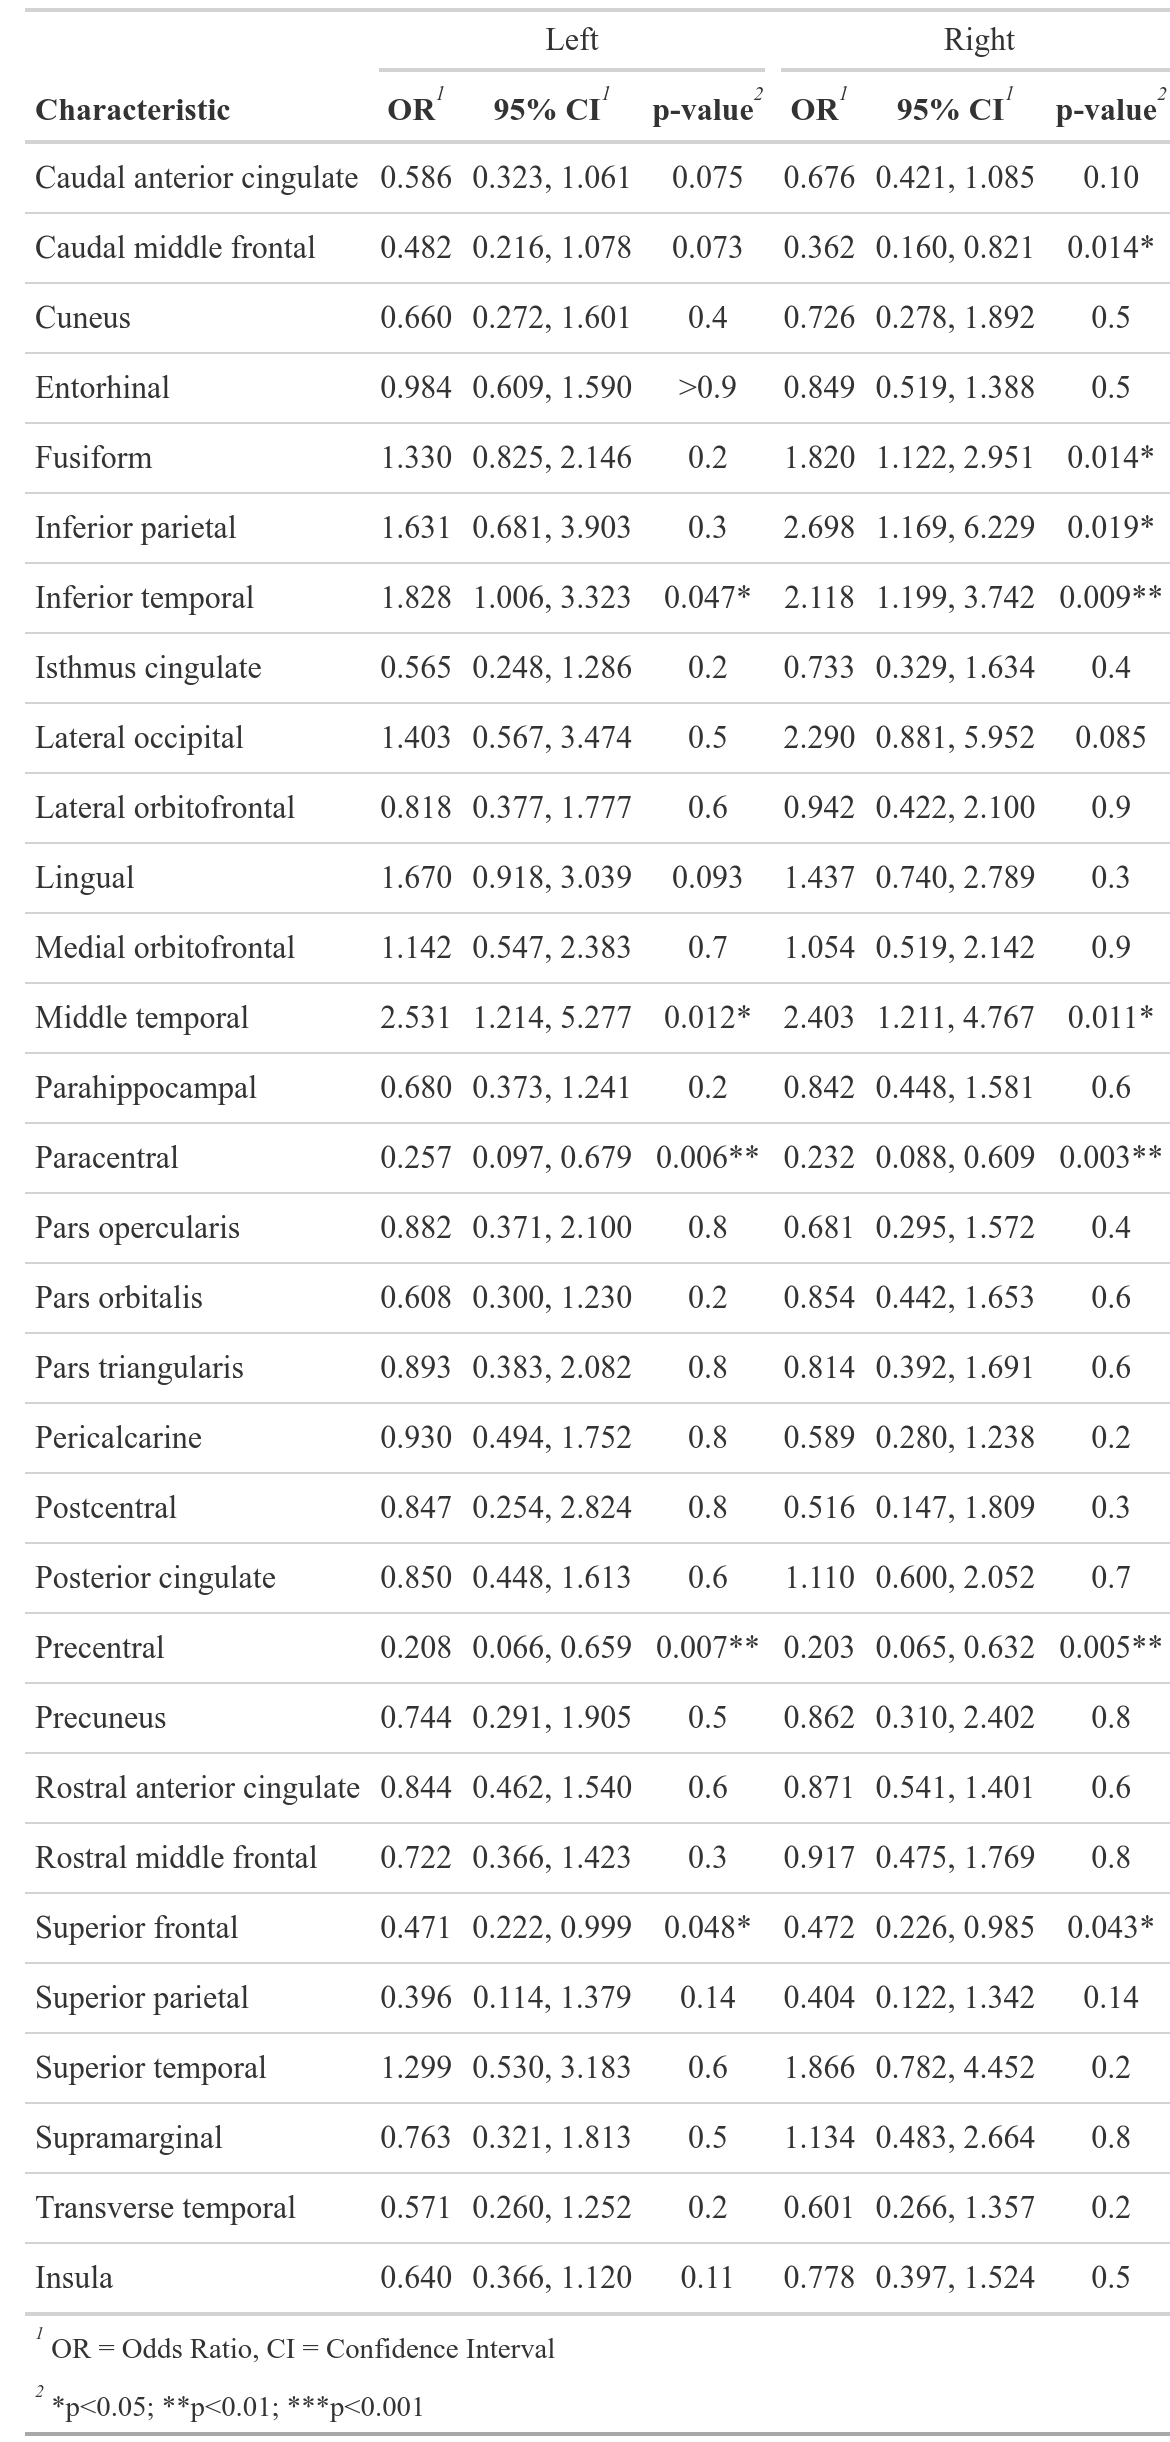 Left Right
Characteristic OR1 95% CI1 p-value2 OR1 95% CI1 p-value2
Caudal anterior cingulate 0.586 0.323, 1.061 0.075 0.676 0.421, 1.085 0.10
Caudal middle frontal 0.482 0.216, 1.078 0.073 0.362 0.160, 0.821 0.014*
Cuneus 0.660 0.272, 1.601 0.4 0.726 0.278, 1.892 0.5
Entorhinal 0.984 0.609, 1.590 >0.9 0.849 0.519, 1.388 0.5
Fusiform 1.330 0.825, 2.146 0.2 1.820 1.122, 2.951 0.014*
Inferior parietal 1.631 0.681, 3.903 0.3 2.698 1.169, 6.229 0.019*
Inferior temporal 1.828 1.006, 3.323 0.047* 2.118 1.199, 3.742 0.009**
Isthmus cingulate 0.565 0.248, 1.286 0.2 0.733 0.329, 1.634 0.4
Lateral occipital 1.403 0.567, 3.474 0.5 2.290 0.881, 5.952 0.085
Lateral orbitofrontal 0.818 0.377, 1.777 0.6 0.942 0.422, 2.100 0.9
Lingual 1.670 0.918, 3.039 0.093 1.437 0.740, 2.789 0.3
Medial orbitofrontal 1.142 0.547, 2.383 0.7 1.054 0.519, 2.142 0.9
Middle temporal 2.531 1.214, 5.277 0.012* 2.403 1.211, 4.767 0.011*
Parahippocampal 0.680 0.373, 1.241 0.2 0.842 0.448, 1.581 0.6
Paracentral 0.257 0.097, 0.679 0.006** 0.232 0.088, 0.609 0.003**
Pars opercularis 0.882 0.371, 2.100 0.8 0.681 0.295, 1.572 0.4
Pars orbitalis 0.608 0.300, 1.230 0.2 0.854 0.442, 1.653 0.6
Pars triangularis 0.893 0.383, 2.082 0.8 0.814 0.392, 1.691 0.6
Pericalcarine 0.930 0.494, 1.752 0.8 0.589 0.280, 1.238 0.2
Postcentral 0.847 0.254, 2.824 0.8 0.516 0.147, 1.809 0.3
Posterior cingulate 0.850 0.448, 1.613 0.6 1.110 0.600, 2.052 0.7
Precentral 0.208 0.066, 0.659 0.007** 0.203 0.065, 0.632 0.005**
Precuneus 0.744 0.291, 1.905 0.5 0.862 0.310, 2.402 0.8
Rostral anterior cingulate 0.844 0.462, 1.540 0.6 0.871 0.541, 1.401 0.6
Rostral middle frontal 0.722 0.366, 1.423 0.3 0.917 0.475, 1.769 0.8
Superior frontal 0.471 0.222, 0.999 0.048* 0.472 0.226, 0.985 0.043*
Superior parietal 0.396 0.114, 1.379 0.14 0.404 0.122, 1.342 0.14
Superior temporal 1.299 0.530, 3.183 0.6 1.866 0.782, 4.452 0.2
Supramarginal 0.763 0.321, 1.813 0.5 1.134 0.483, 2.664 0.8
Transverse temporal 0.571 0.260, 1.252 0.2 0.601 0.266, 1.357 0.2
Insula 0.640 0.366, 1.120 0.11 0.778 0.397, 1.524 0.5
1 OR = Odds Ratio, CI = Confidence Interval
2 *p<0.05; **p<0.01; ***p<0.001